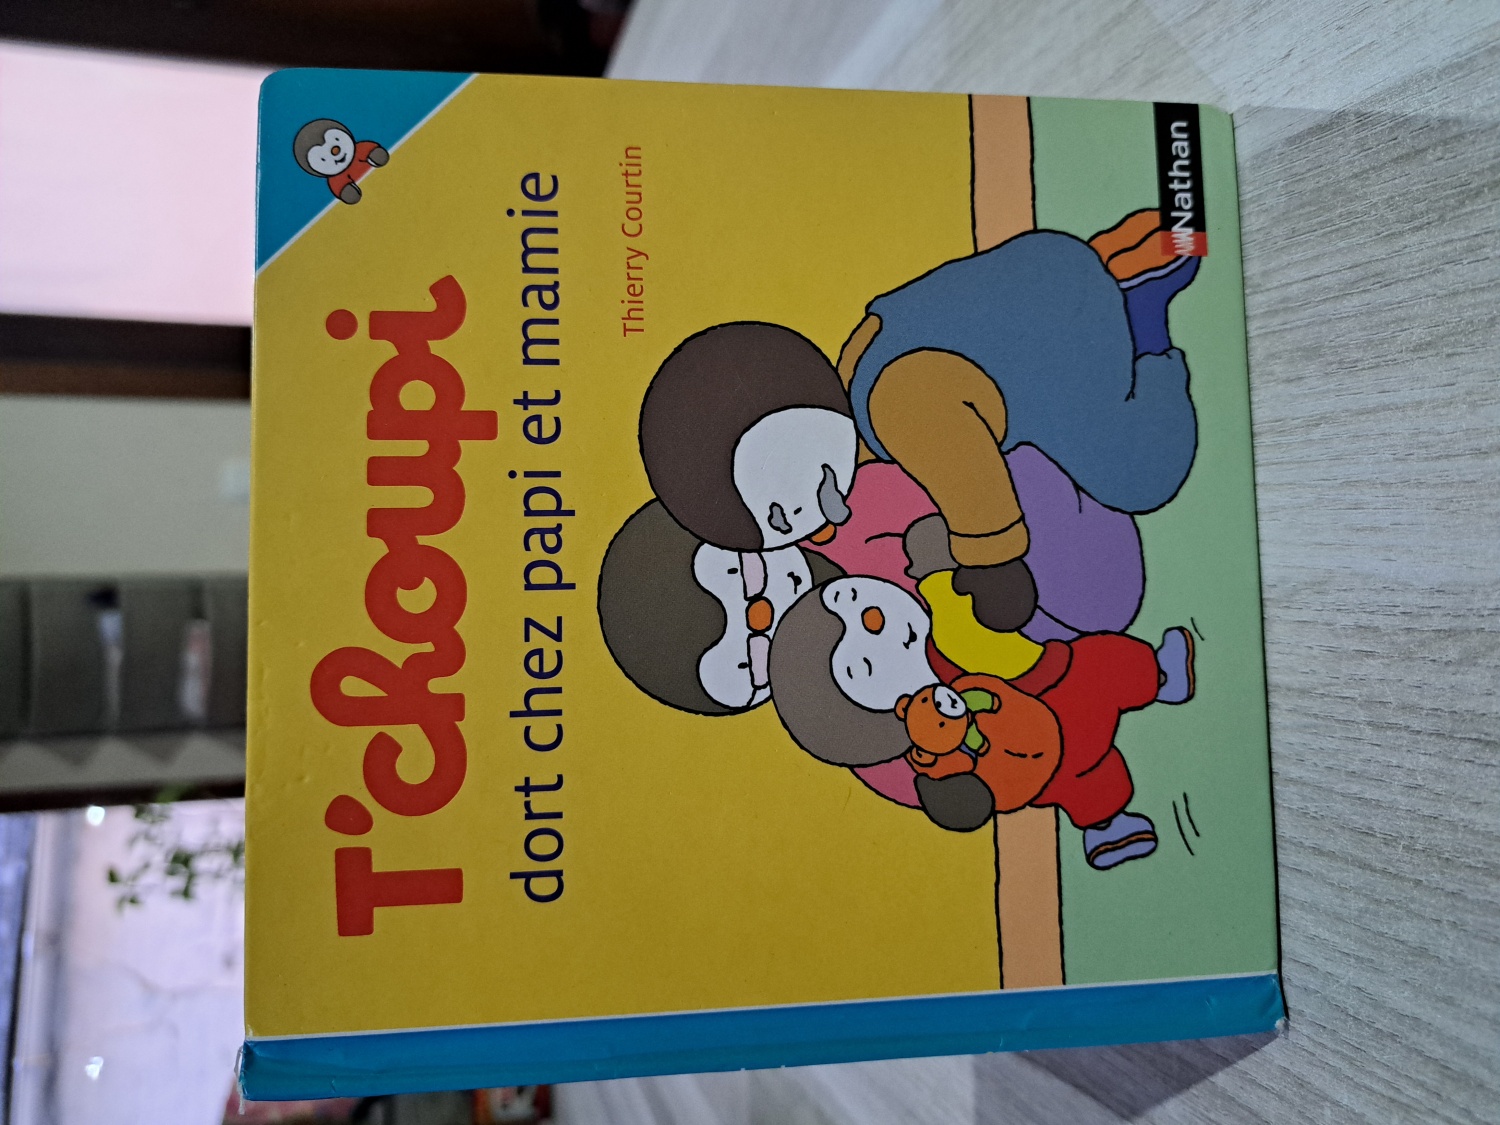 T'choupi
dort chez papi et mamie
Thierry Courtin
Nathan